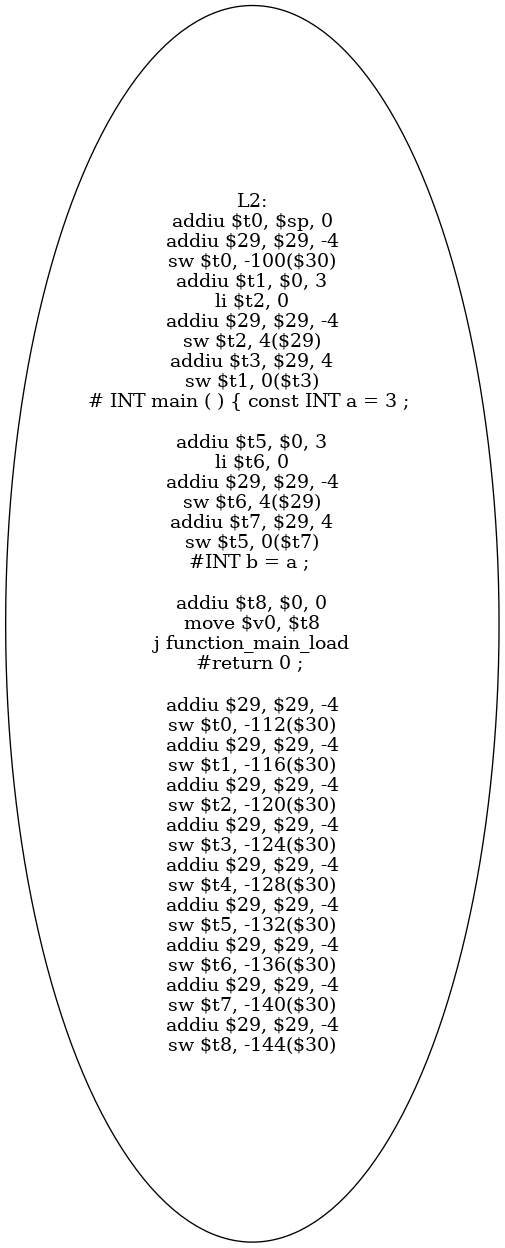 L2:
addiu $t0, $sp, 0
addiu $29, $29, -4
sw $t0, -100($30)
addiu $t1, $0, 3
li $t2, 0
addiu $29, $29, -4
sw $t2, 4($29)
addiu $t3, $29, 4
sw $t1, 0($t3)
# INT main ( ) { const INT a = 3 ;
addiu $t5, $0, 3
li $t6, 0
addiu $29, $29, -4
sw $t6, 4($29)
addiu $t7, $29, 4
sw $t5, 0($t7)
#INT b = a ;
addiu $t8, $0, 0
move $v0, $t8
j function_main_load
#return 0 ;
addiu $29, $29, -4
sw $t0, -112($30)
addiu $29, $29, -4
sw $t1, -116($30)
addiu $29, $29, -4
sw $t2, -120($30)
addiu $29, $29, -4
sw $t3, -124($30)
addiu $29, $29, -4
sw $t4, -128($30)
addiu $29, $29, -4
sw $t5, -132($30)
addiu $29, $29, -4
sw $t6, -136($30)
addiu $29, $29, -4
sw $t7, -140($30)
addiu $29, $29, -4
sw $t8, -144($30)